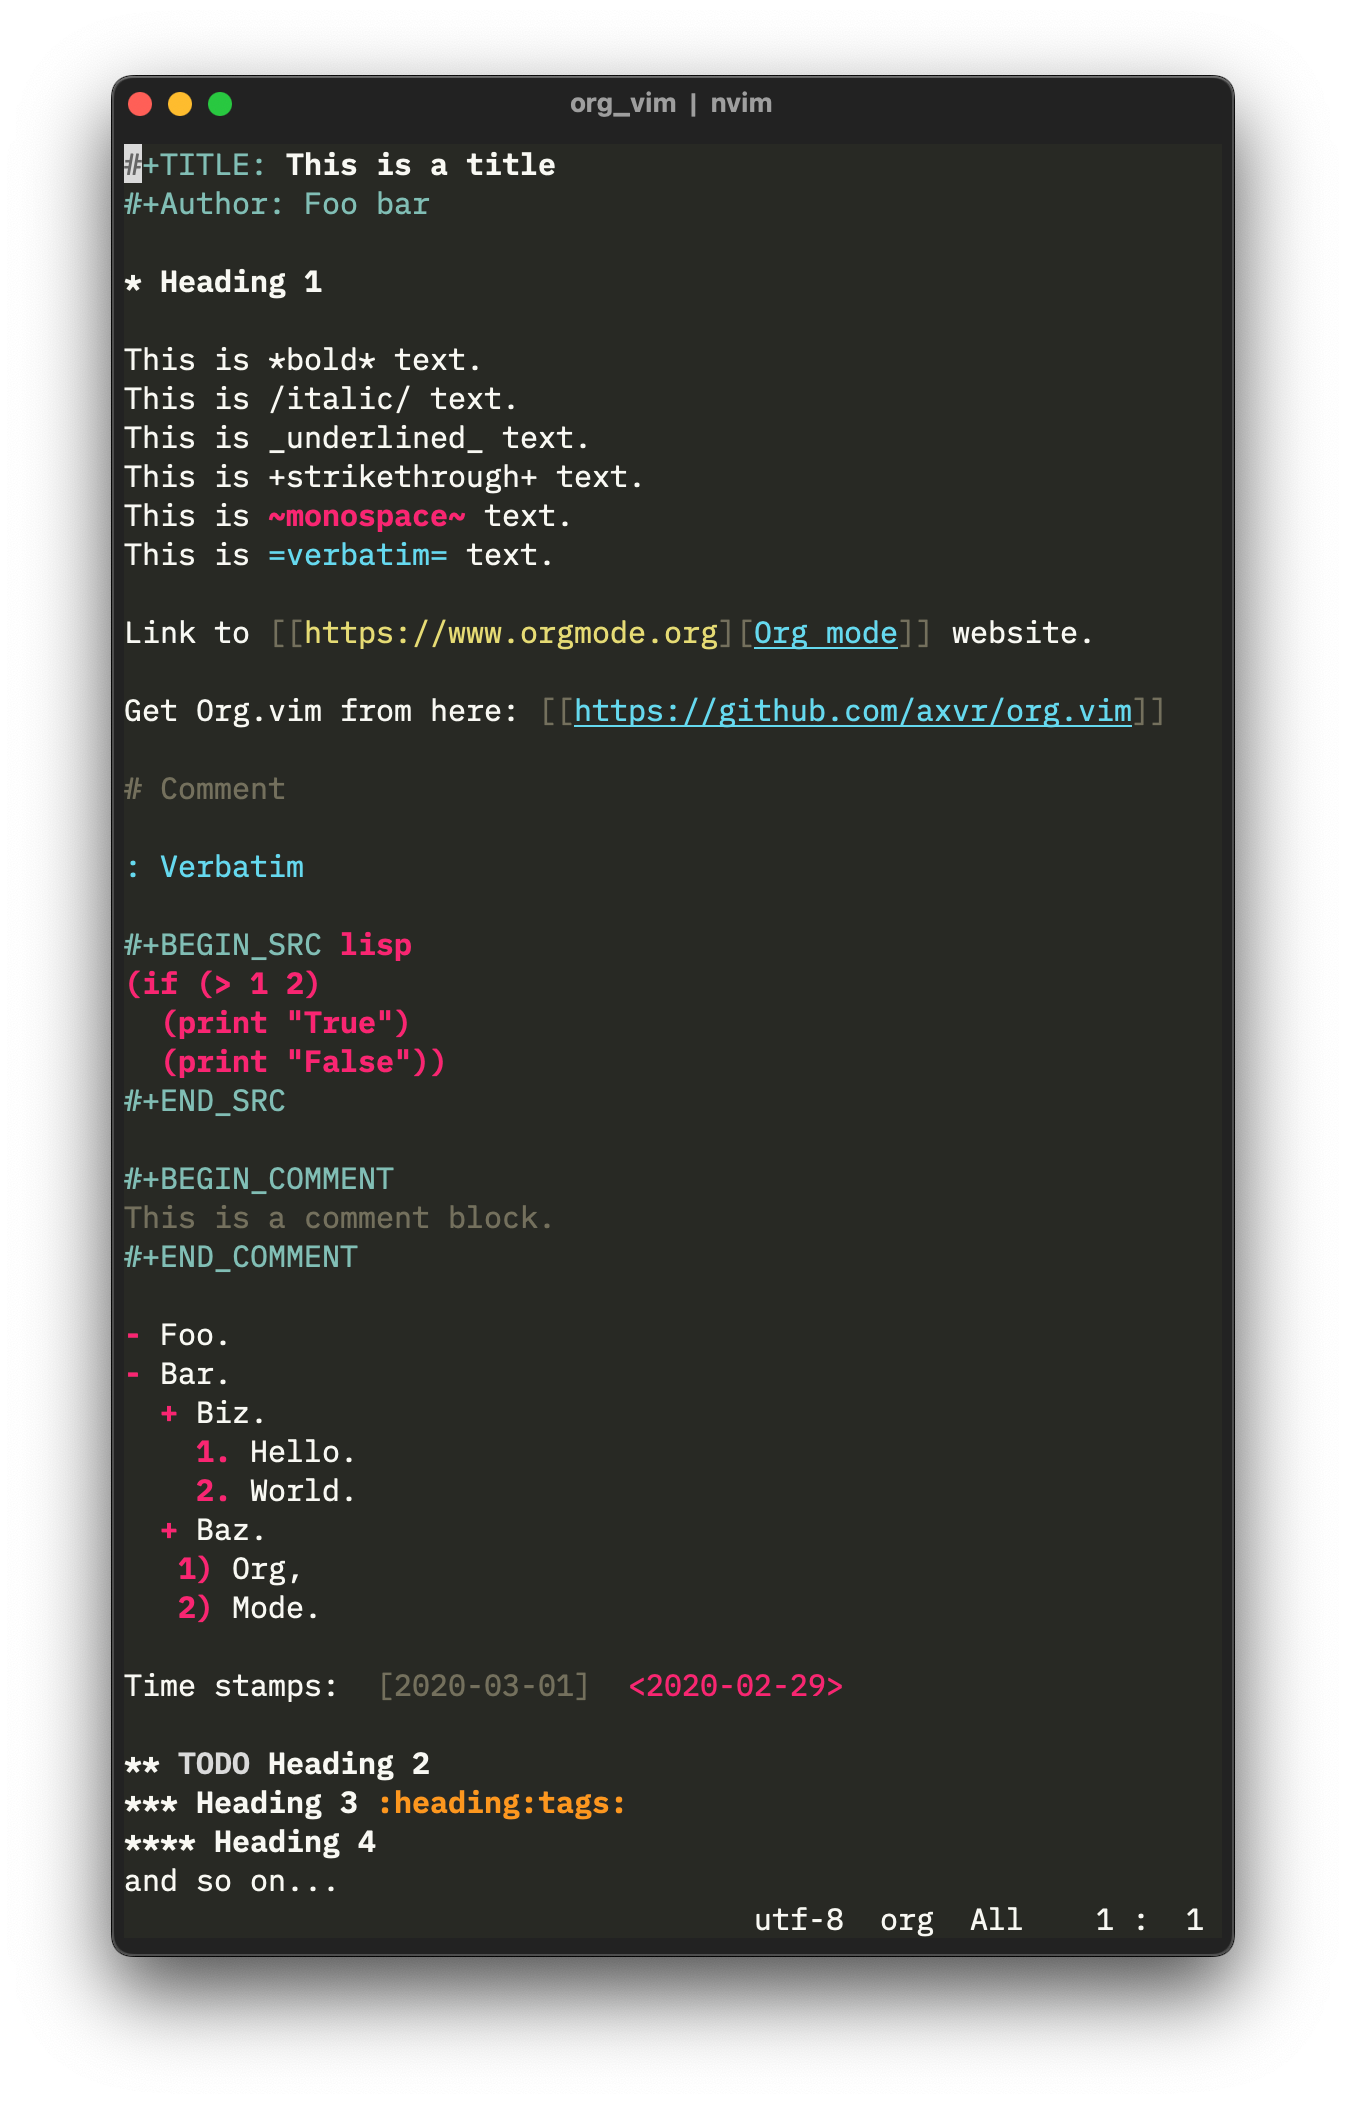 org_vim | nvim
#+TITLE: This is a title
#+Author: Foo bar
* Heading 1
This is *bold* text.
This is /italic/ text.
This is _underlined_ text.
This is +strikethrough+ text.
This is ~monospace~ text.
This is =verbatim= text.
Link to [[https://www.orgmode.org][Org mode]] website.
Get Org.vim from here: [[https://github.com/axvr/org.vim]]
# Comment
: Verbatim
#+BEGIN_SRC lisp
(if (> 1 2)
  (print "True")
  (print "False"))
#+END_SRC
#+BEGIN_COMMENT
This is a comment block.
#+END_COMMENT
- Foo.
- Bar.
  + Biz.
    1. Hello.
    2. World.
  + Baz.
   1) Org,
   2) Mode.
Time stamps:  [2020-03-01]  <2020-02-29>
** TODO Heading 2
*** Heading 3 :heading:tags:
**** Heading 4
and so on...
utf-8  org  All    1 :  1